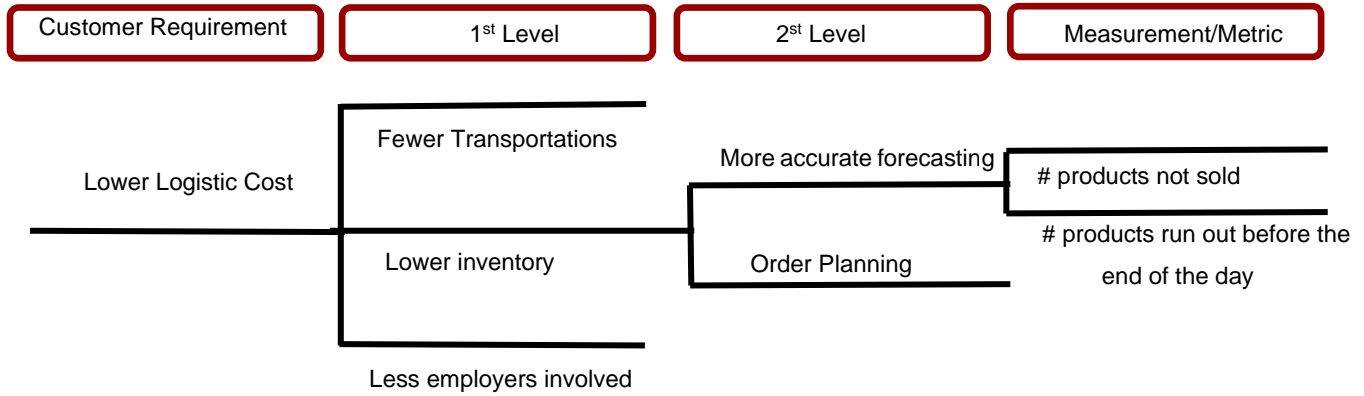 Customer Requirement
1st Level
2st Level
Measurement/Metric
Fewer Transportations
More accurate forecasting
Lower Logistic Cost
# products not sold
# products run out before the
end of the day
Lower inventory
Order Planning
Less employers involved